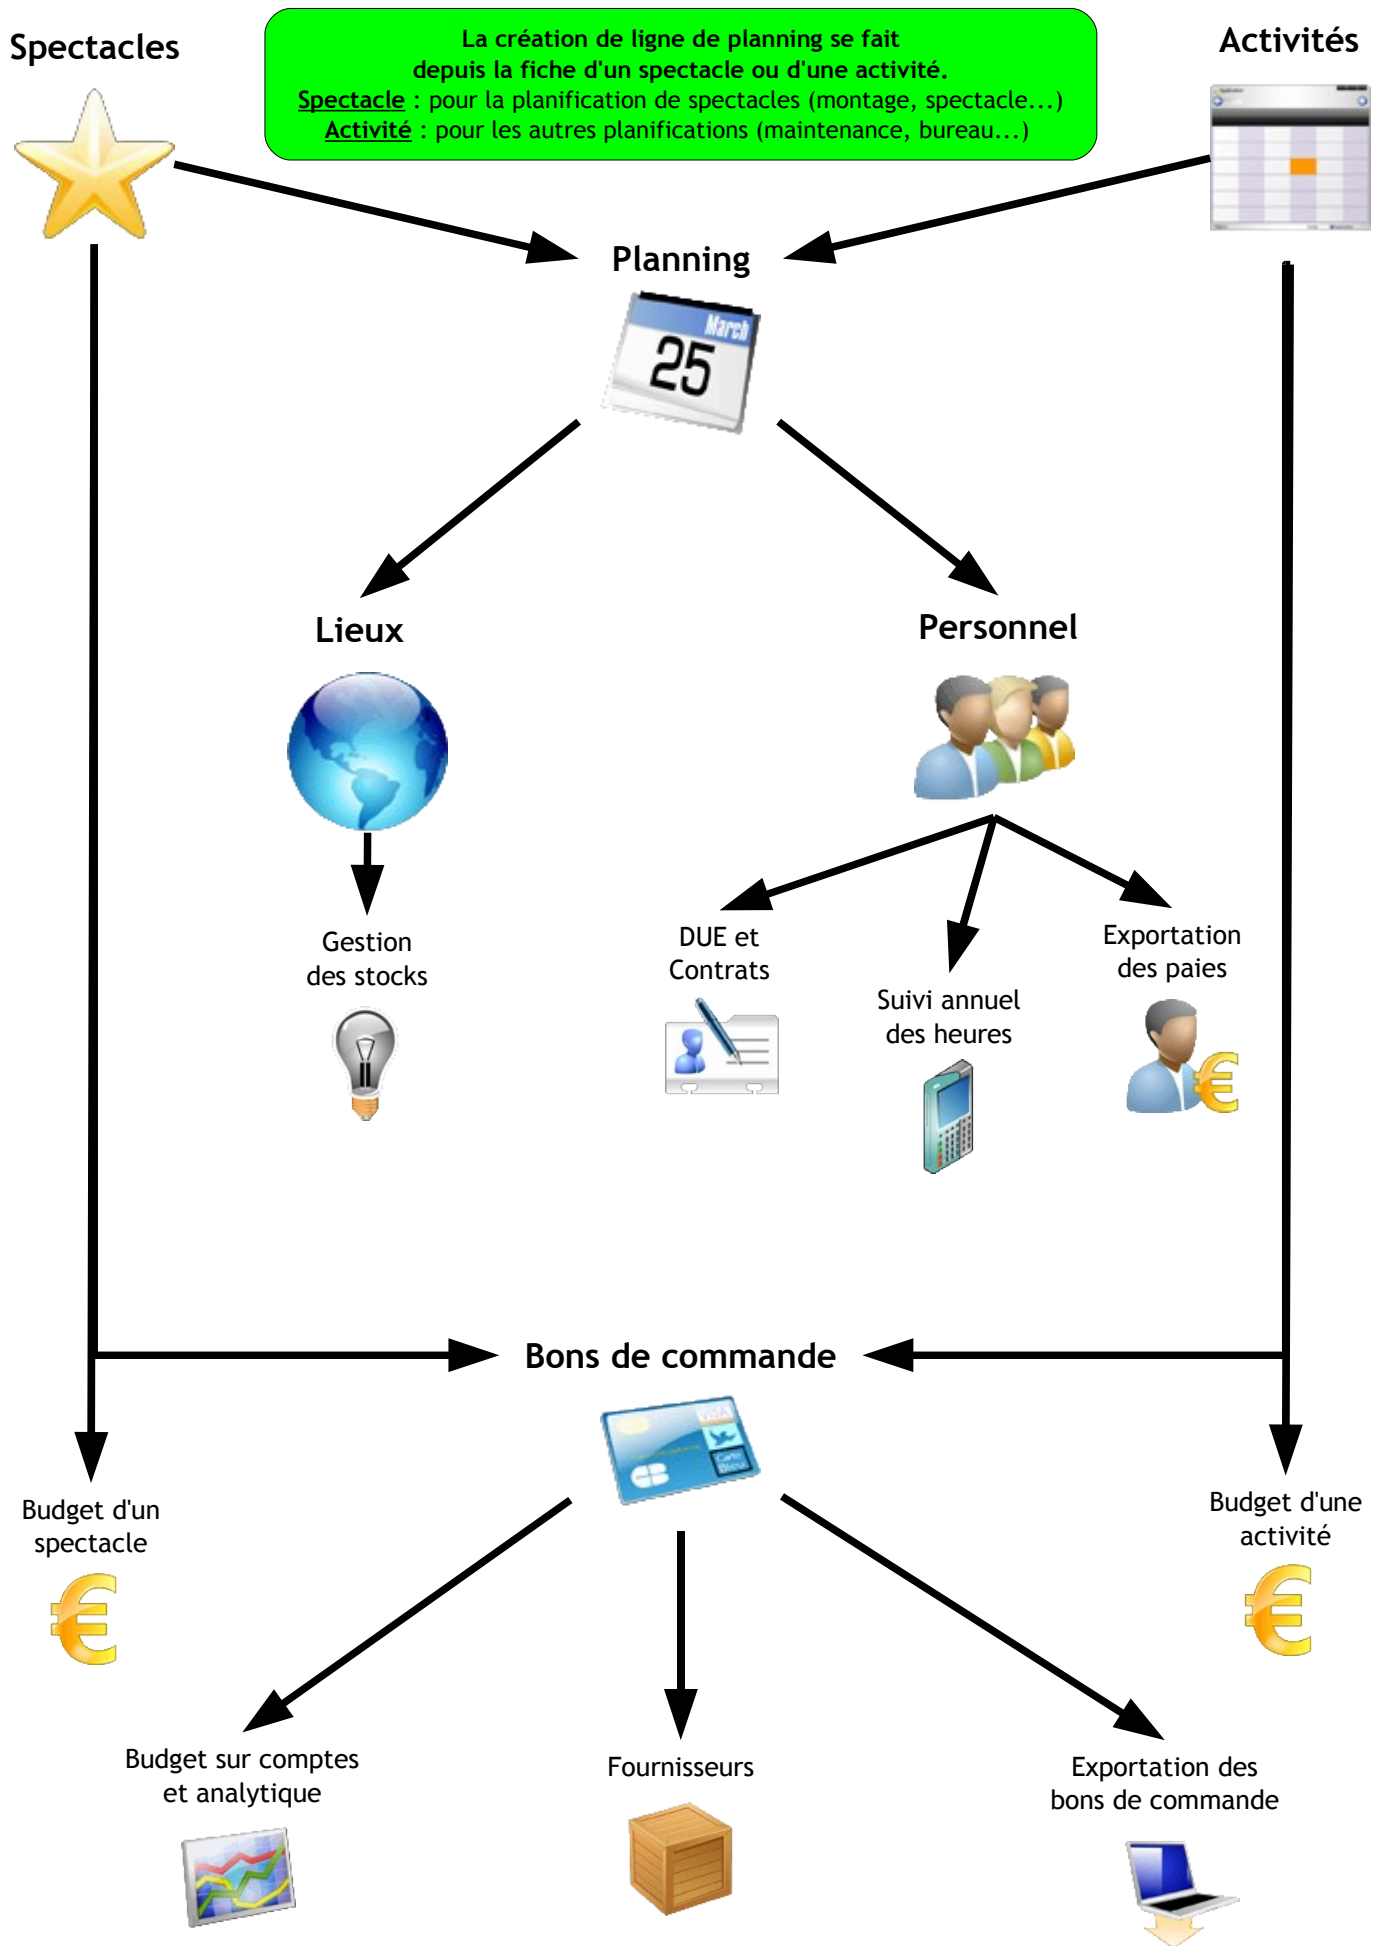 Spectacles
La création de ligne de planning se fait
depuis la fiche d'un spectacle ou d'une activité.
Spectacle : pour la planification de spectacles (montage, spectacle...)
Activité : pour les autres planifications (maintenance, bureau...)
Activités
Planning
March
25
Lieux
Personnel
Gestion
des stocks
DUE et
Contrats
Suivi annuel
des heures
Exportation
des paies
Bons de commande
VISA
Carte
Bleue
Budget d'un
spectacle
Budget d'une
activité
Budget sur comptes
et analytique
Fournisseurs
Exportation des
bons de commande